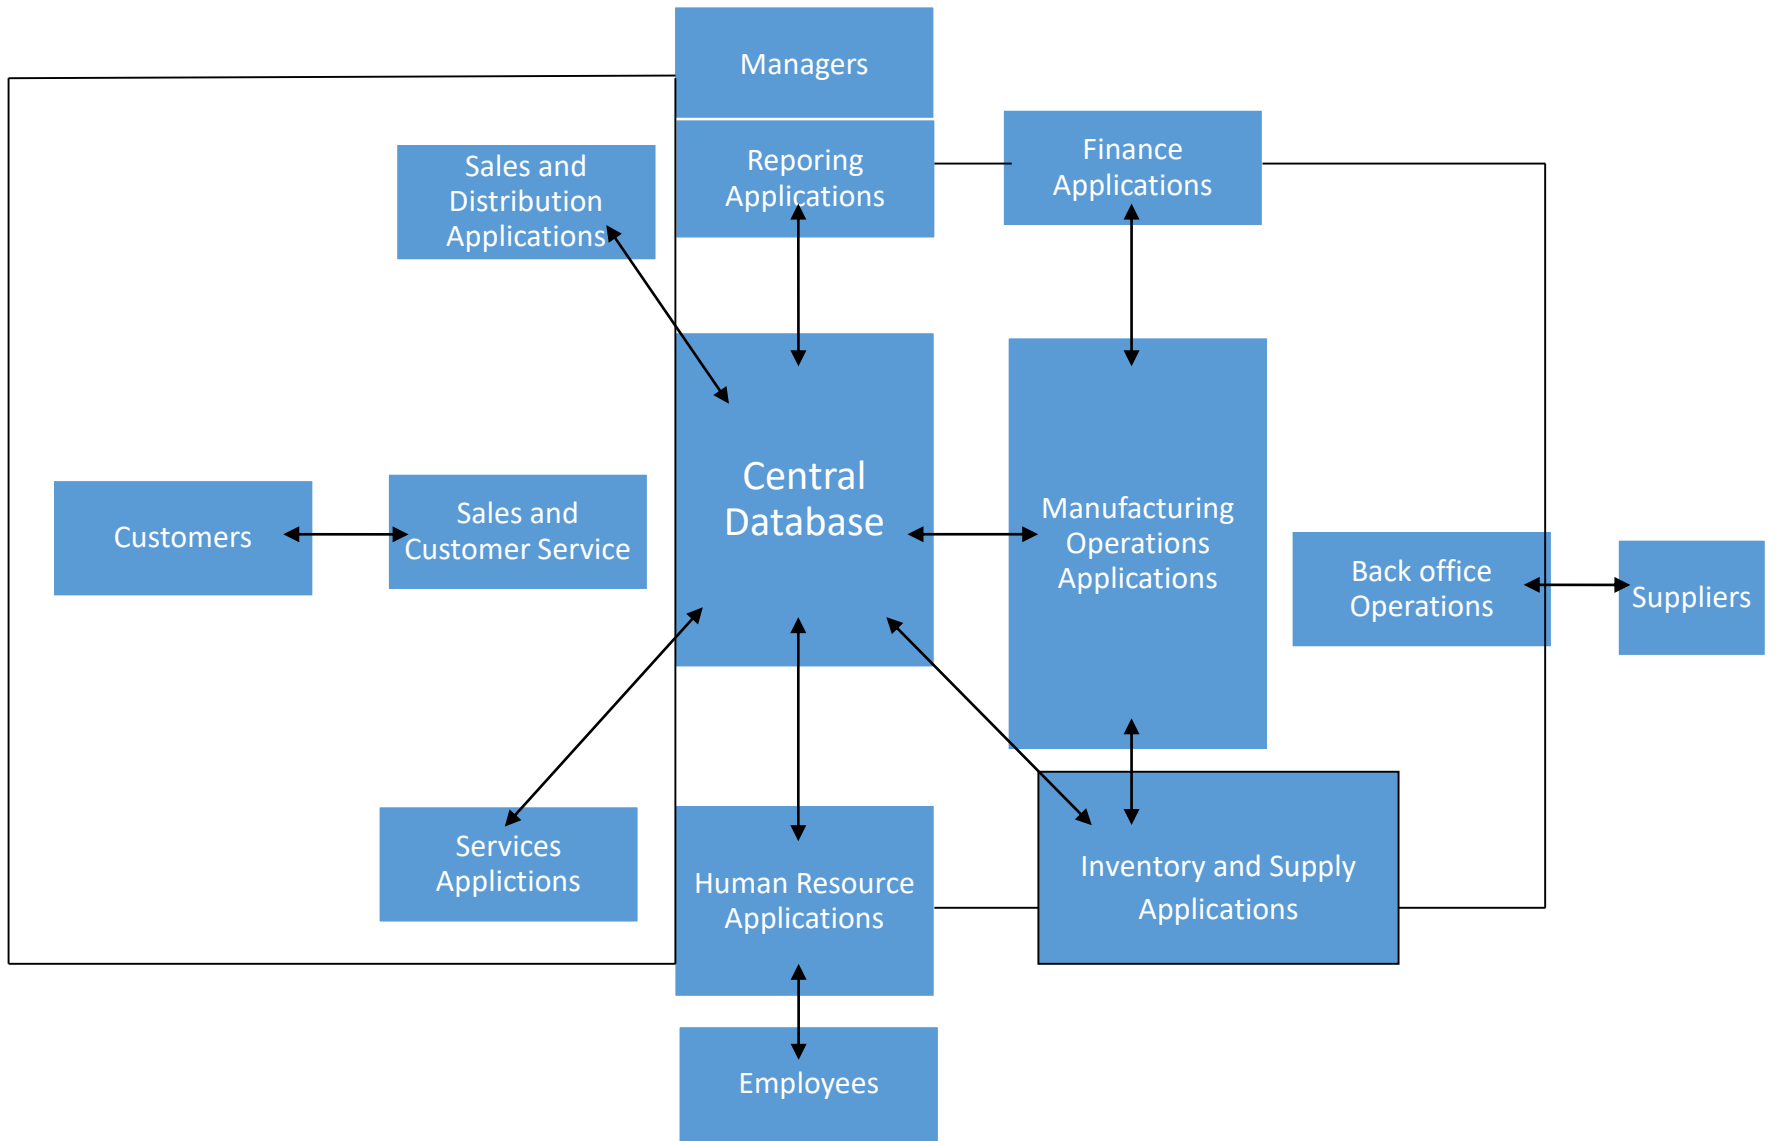 Managers
Reporing
Applications
Finance
Applications
Sales and
Distribution
Applications
Central
Database
Manufacturing
Operations
Applications
Customers
Sales and
Customer Service
Back office
Operations
Suppliers
Services
Applictions
Human Resource
Applications
Inventory and Supply
Applications
Employees